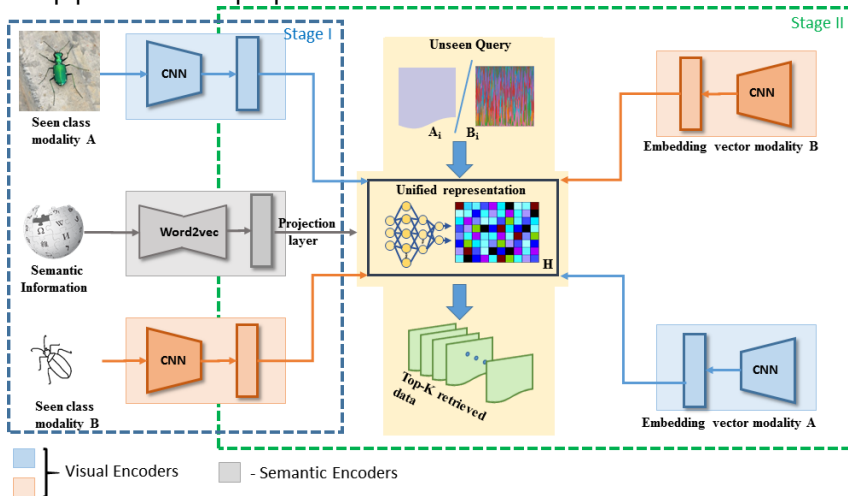 Stage I
Stage II
CNN
Seen class
modality A
Unseen Query
Ai
Bi
CNN
Embedding vector modality B
Word2vec
Projection
layer
Semantic
Information
Unified representation
H
CNN
Seen class
modality B
Top-K retrieved
data
CNN
Embedding vector modality A
Visual Encoders
- Semantic Encoders